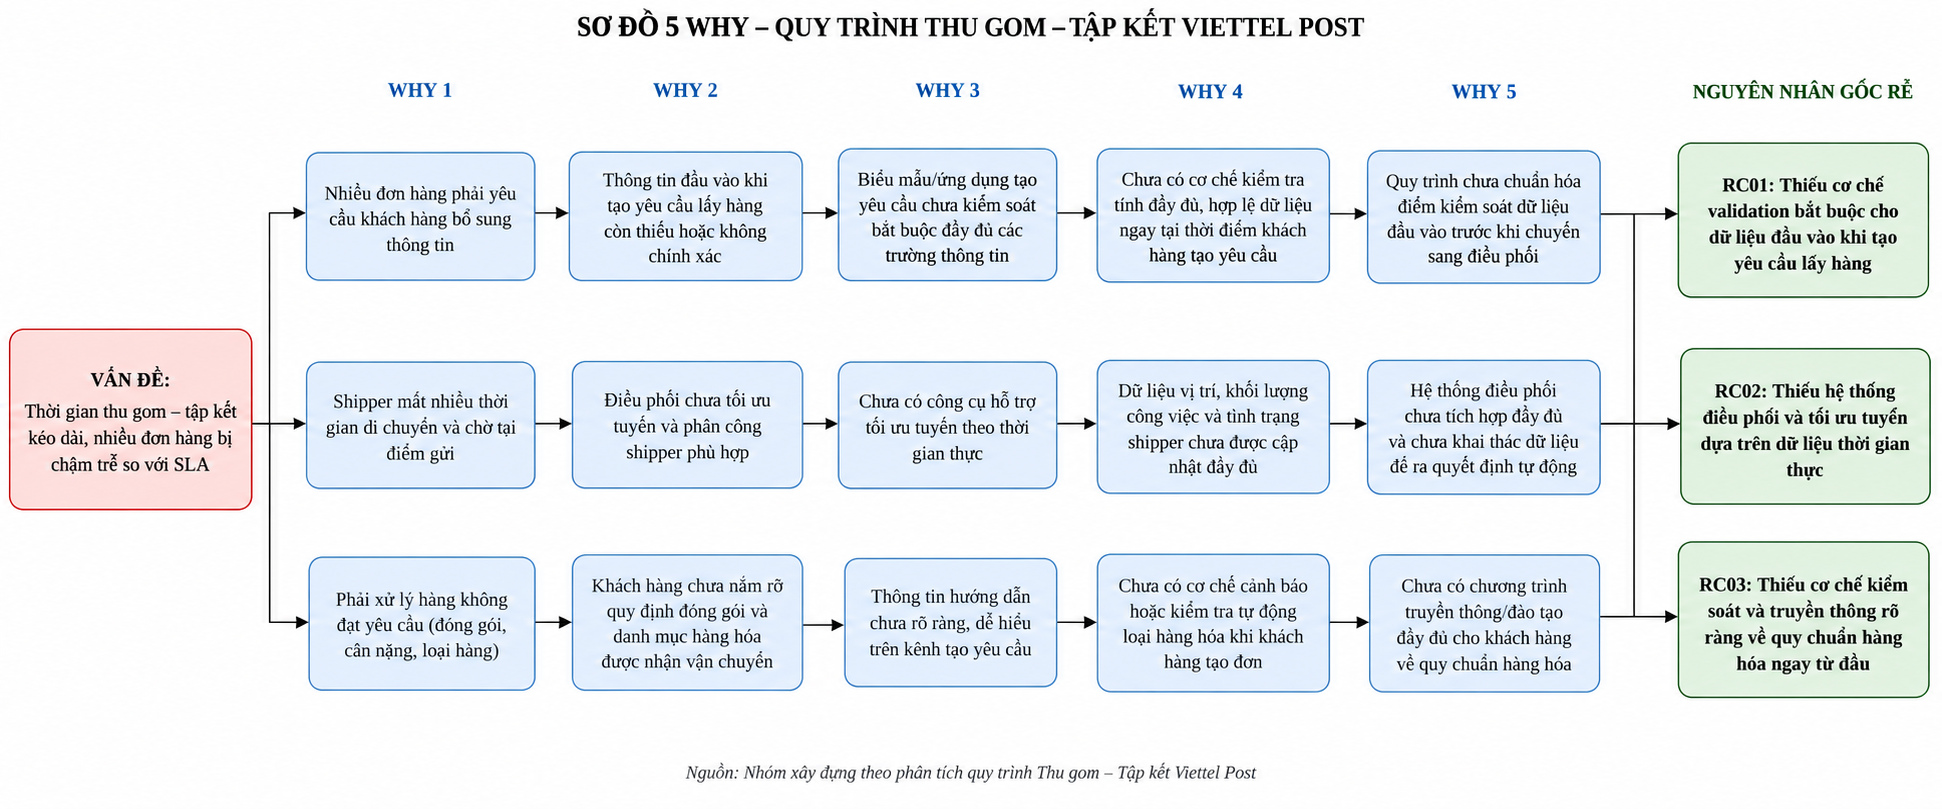 SƠ ĐỒ 5 WHY – QUY TRÌNH THU GOM – TẬP KẾT VIETTEL POST
WHY 1
WHY 2
WHY 3
WHY 4
WHY 5
NGUYÊN NHÂN GỐC RỄ
VẤN ĐỀ:
Thời gian thu gom – tập kết
kéo dài, nhiều đơn hàng bị
chậm trễ so với SLA
Nhiều đơn hàng phải yêu
cầu khách hàng bổ sung
thông tin
Thông tin đầu vào khi
tạo yêu cầu lấy hàng
còn thiếu hoặc không
chính xác
Biểu mẫu/ứng dụng tạo
yêu cầu chưa kiểm soát
bắt buộc đầy đủ các
trường thông tin
Chưa có cơ chế kiểm tra
tính đầy đủ, hợp lệ dữ liệu
ngay tại thời điểm khách
hàng tạo yêu cầu
Quy trình chưa chuẩn hóa
điểm kiểm soát dữ liệu
đầu vào trước khi chuyển
sang điều phối
RC01: Thiếu cơ chế
validation bắt buộc cho
dữ liệu đầu vào khi tạo
yêu cầu lấy hàng
Shipper mất nhiều thời
gian di chuyển và chờ tại
điểm gửi
Điều phối chưa tối ưu
tuyến và phân công
shipper phù hợp
Chưa có công cụ hỗ trợ
tối ưu tuyến theo thời
gian thực
Dữ liệu vị trí, khối lượng
công việc và tình trạng
shipper chưa được cập
nhật đầy đủ
Hệ thống điều phối
chưa tích hợp đầy đủ
và chưa khai thác dữ liệu
để ra quyết định tự động
RC02: Thiếu hệ thống
điều phối và tối ưu tuyến
dựa trên dữ liệu thời gian
thực
Phải xử lý hàng không
đạt yêu cầu (đóng gói,
cân nặng, loại hàng)
Khách hàng chưa nắm rõ
quy định đóng gói và
danh mục hàng hóa
được nhận vận chuyển
Thông tin hướng dẫn
chưa rõ ràng, dễ hiểu
trên kênh tạo yêu cầu
Chưa có cơ chế cảnh báo
hoặc kiểm tra tự động
loại hàng hóa khi khách
hàng tạo đơn
Chưa có chương trình
truyền thông/đào tạo
đầy đủ cho khách hàng
về quy chuẩn hàng hóa
RC03: Thiếu cơ chế kiểm
soát và truyền thông rõ
ràng về quy chuẩn hàng
hóa ngay từ đầu
Nguồn: Nhóm xây dựng theo phân tích quy trình Thu gom – Tập kết Viettel Post